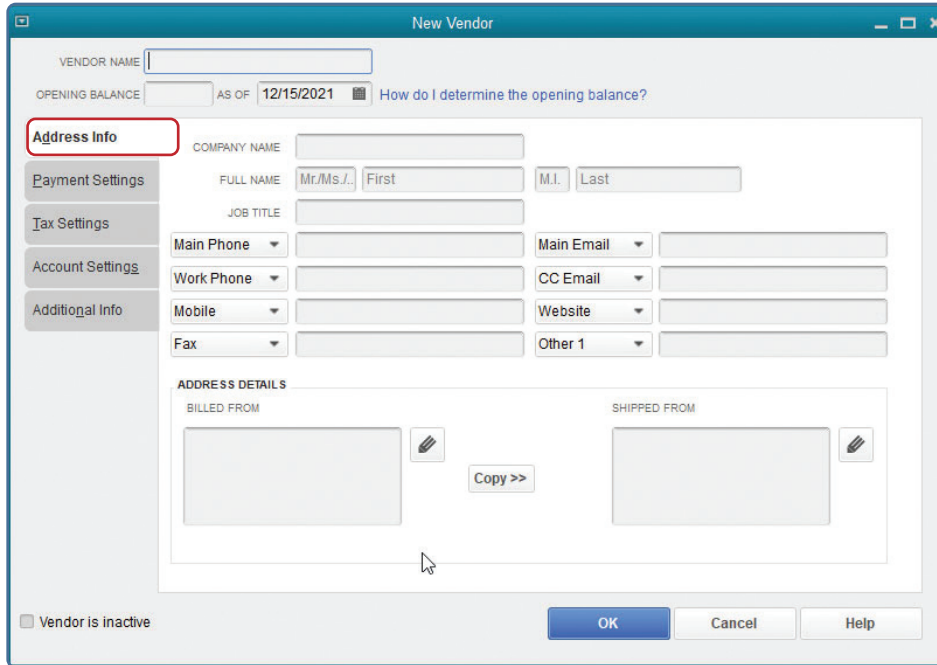 New Vendor
VENDOR NAME
OPENING BALANCE AS OF 12/15/2021 How do I determine the opening balance?
Address Info
Payment Settings
Tax Settings
Account Settings
Additional Info
COMPANY NAME
FULL NAME Mr./Ms./.. First M.I. Last
JOB TITLE
Main Phone Main Email
Work Phone CC Email
Mobile Website
Fax Other 1
ADDRESS DETAILS
BILLED FROM SHIPPED FROM
Copy >>
Vendor is inactive OK Cancel Help